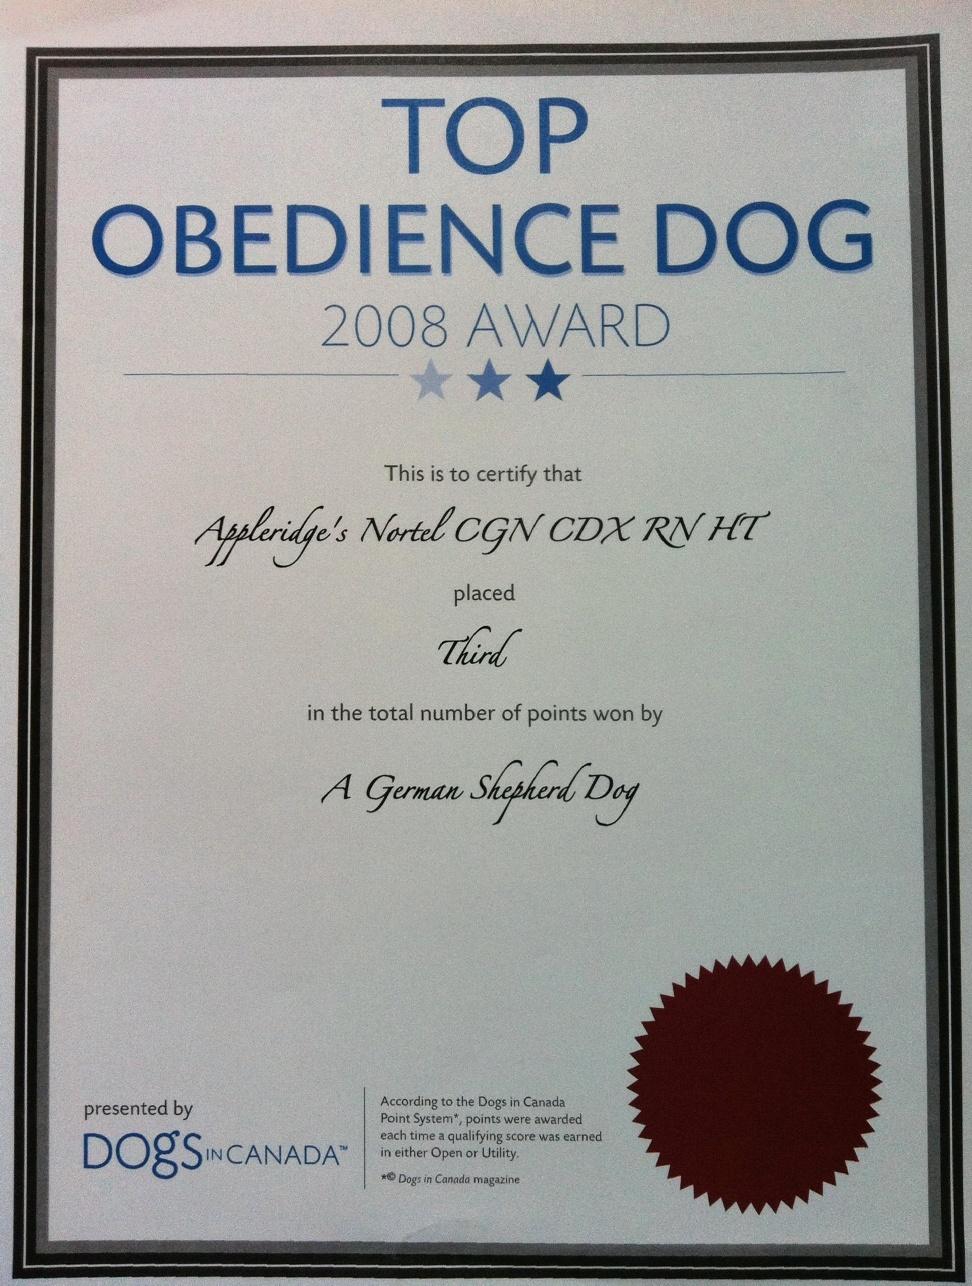 TOP
OBEDIENCE DOG
2008 AWARD
This is to certify that
Appleridge's Nortel CGN CDX RN HT
placed
Third
in the total number of points won by
A German Shepherd Dog
presented by
DOgS IN CANADA™
According to the Dogs in Canada
Point System*, points were awarded
each time a qualifying score was earned
in either Open or Utility.
*© Dogs in Canada magazine